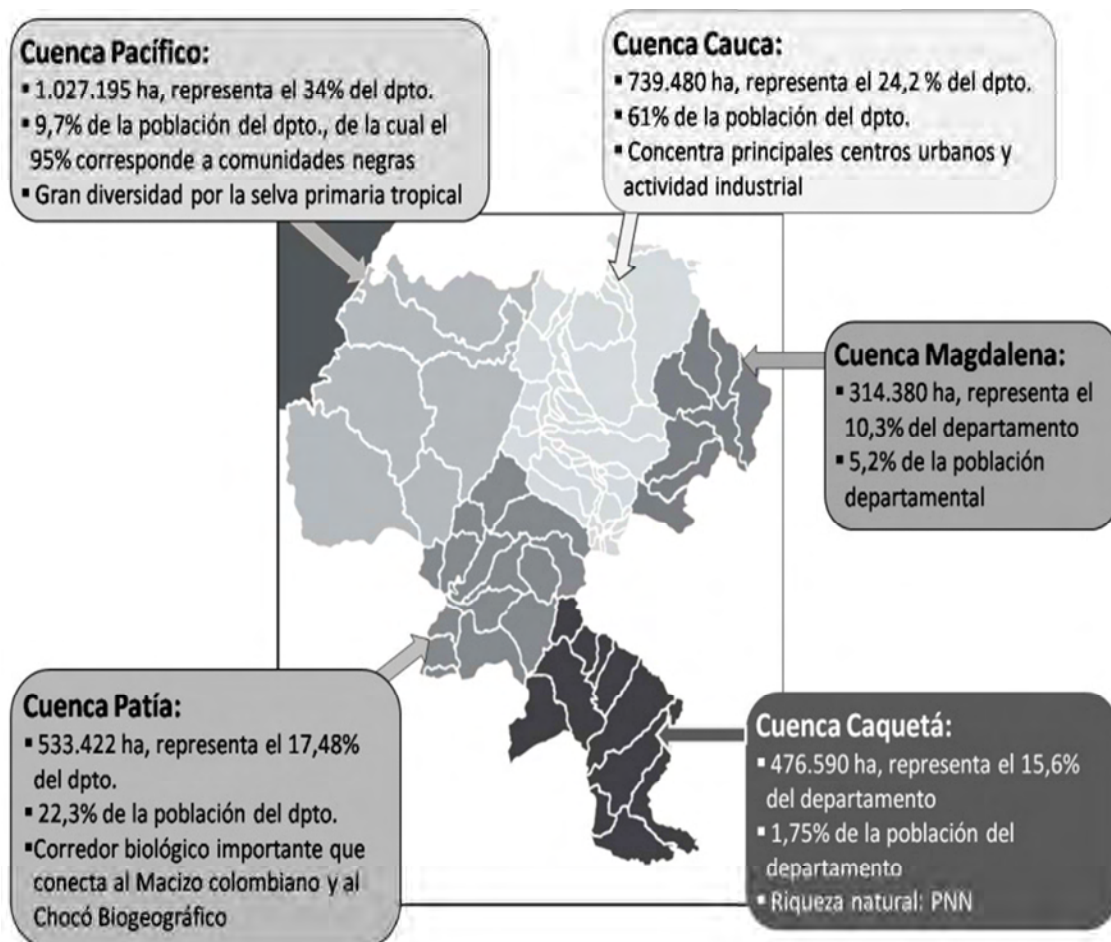 Cuenca Pacífico:
▪ 1.027.195 ha, representa el 34% del dpto.
▪ 9,7% de la población del dpto., de la cual el
95% corresponde a comunidades negras
▪ Gran diversidad por la selva primaria tropical
Cuenca Cauca:
▪ 739.480 ha, representa el 24,2 % del dpto.
▪ 61% de la población del dpto.
▪ Concentra principales centros urbanos y
actividad industrial
Cuenca Magdalena:
▪ 314.380 ha, representa el
10,3% del departamento
▪ 5,2% de la población
departamental
Cuenca Patía:
▪ 533.422 ha, representa el 17,48%
del dpto.
▪ 22,3% de la población del dpto.
▪Corredor biológico importante que
conecta al Macizo colombiano y al
Chocó Biogeográfico
Cuenca Caquetá:
▪ 476.590 ha, representa el 15,6%
del departamento
▪ 1,75% de la población del
departamento
▪ Riqueza natural: PNN